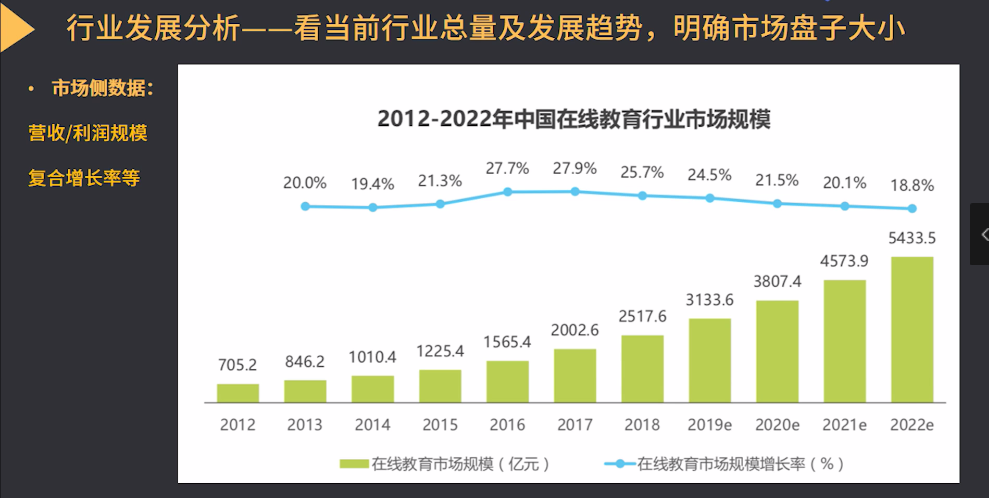 行业发展分析——看当前行业总量及发展趋势，明确市场盘子大小
• 市场侧数据：
营收/利润规模
复合增长率等
2012-2022年中国在线教育行业市场规模
20.0% 19.4% 21.3% 27.7% 27.9% 25.7% 24.5% 21.5% 20.1% 18.8%
705.2 846.2 1010.4 1225.4 1565.4 2002.6 2517.6 3133.6 3807.4 4573.9 5433.5
2012 2013 2014 2015 2016 2017 2018 2019e 2020e 2021e 2022e
在线教育市场规模（亿元） 在线教育市场规模增长率（%）